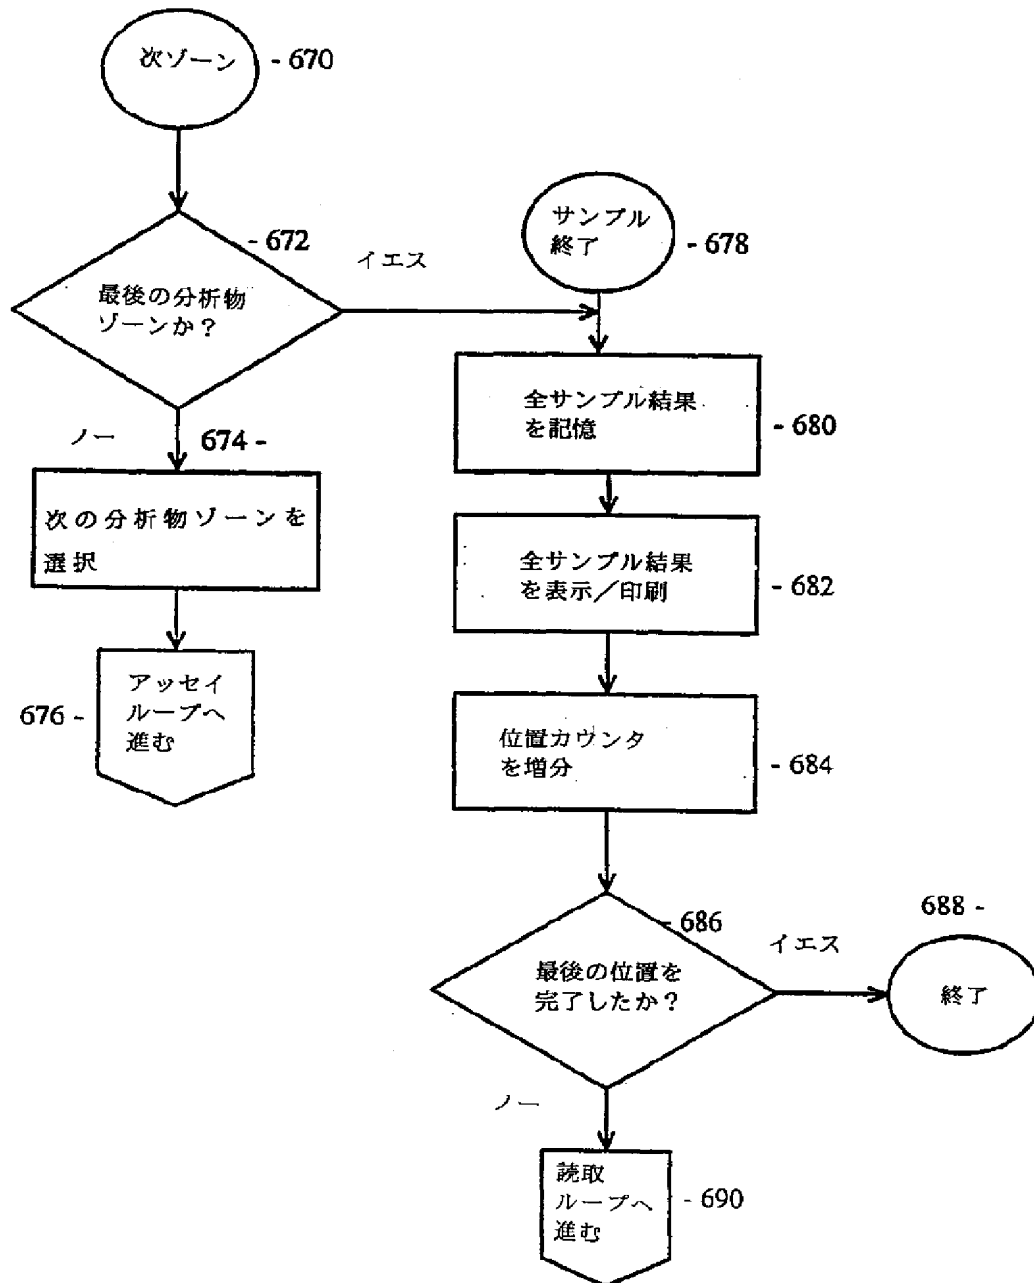 次ゾーン
- 670
- 672
最後の分析物
ゾーンか？
イエス
サンプル
終了
- 678
ノー
674 -
次の分析物ゾーンを
選択
676 -
アッセイ
ループへ
進む
全サンプル結果
を記憶
- 680
全サンプル結果
を表示／印刷
- 682
位置カウンタ
を増分
- 684
- 686
最後の位置を
完了したか？
イエス
688 -
終了
ノー
読取
ループへ
進む
- 690